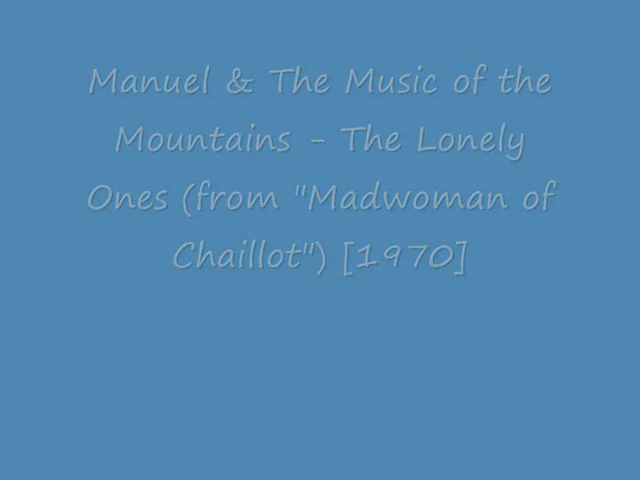 Manuel & The Music of the
Mountains - The Lonely
Ones (from "Madwoman of
Chaillot") [1970]